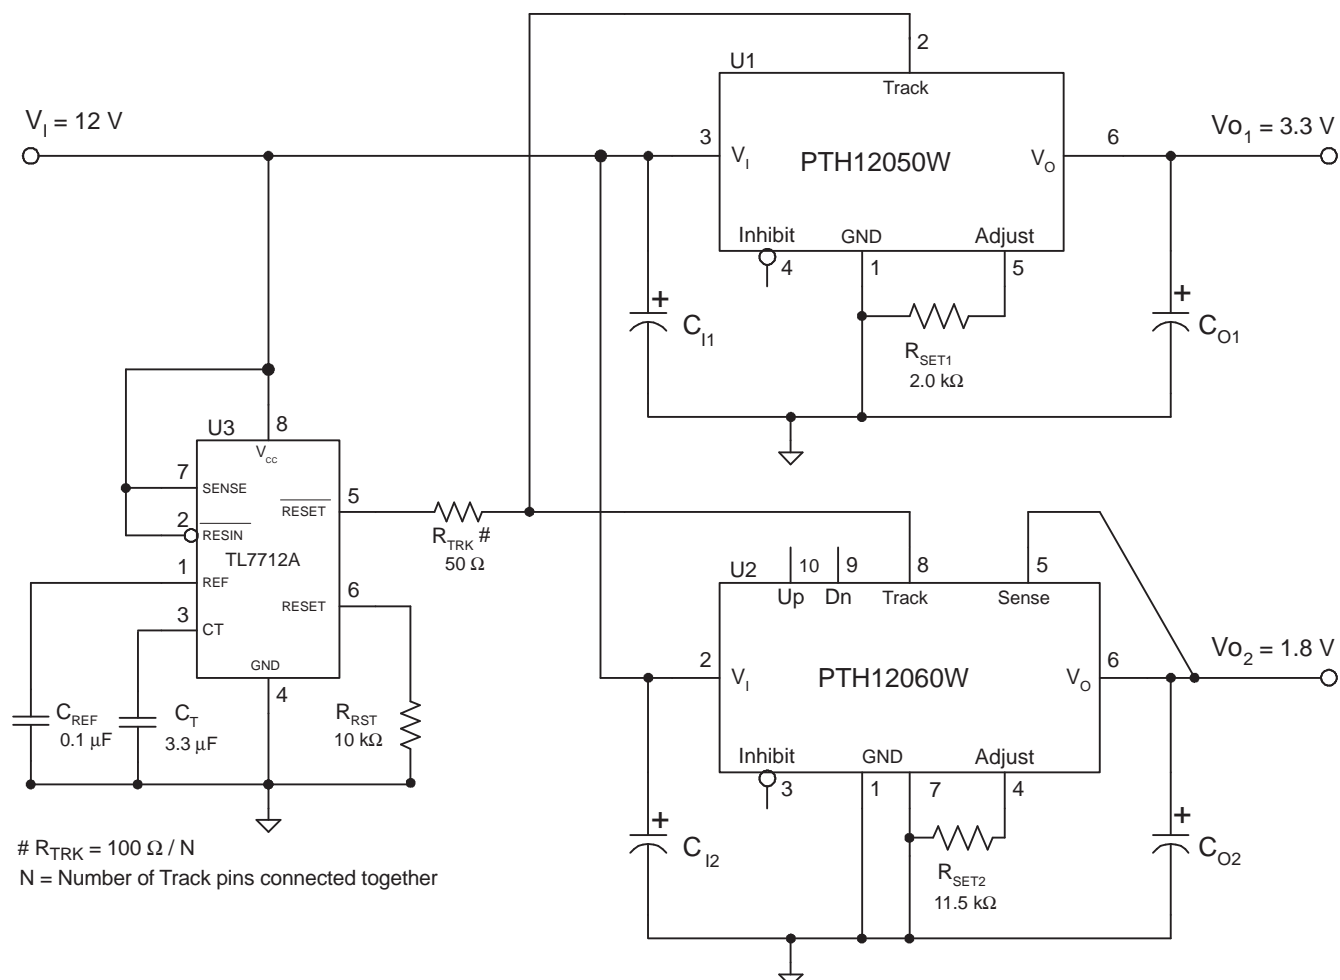 V_I = 12 V
U1
2
Track
3
V_I
PTH12050W
V_O
6
Vo_1 = 3.3 V
Inhibit
4
GND
1
Adjust
5
+
C_I1
R_SET1
2.0 kΩ
+
C_O1
U3
8
V_CC
7
SENSE
2
RESIN
TL7712A
1
REF
3
CT
RESET
5
RESET
6
GND
4
R_TRK #
50 Ω
C_REF
0.1 μF
C_T
3.3 μF
R_RST
10 kΩ
U2
10
Up
9
Dn
8
Track
5
Sense
2
V_I
PTH12060W
V_O
6
Vo_2 = 1.8 V
Inhibit
3
GND
1
7
Adjust
4
+
C_I2
R_SET2
11.5 kΩ
+
C_O2
# R_TRK = 100 Ω / N
N = Number of Track pins connected together